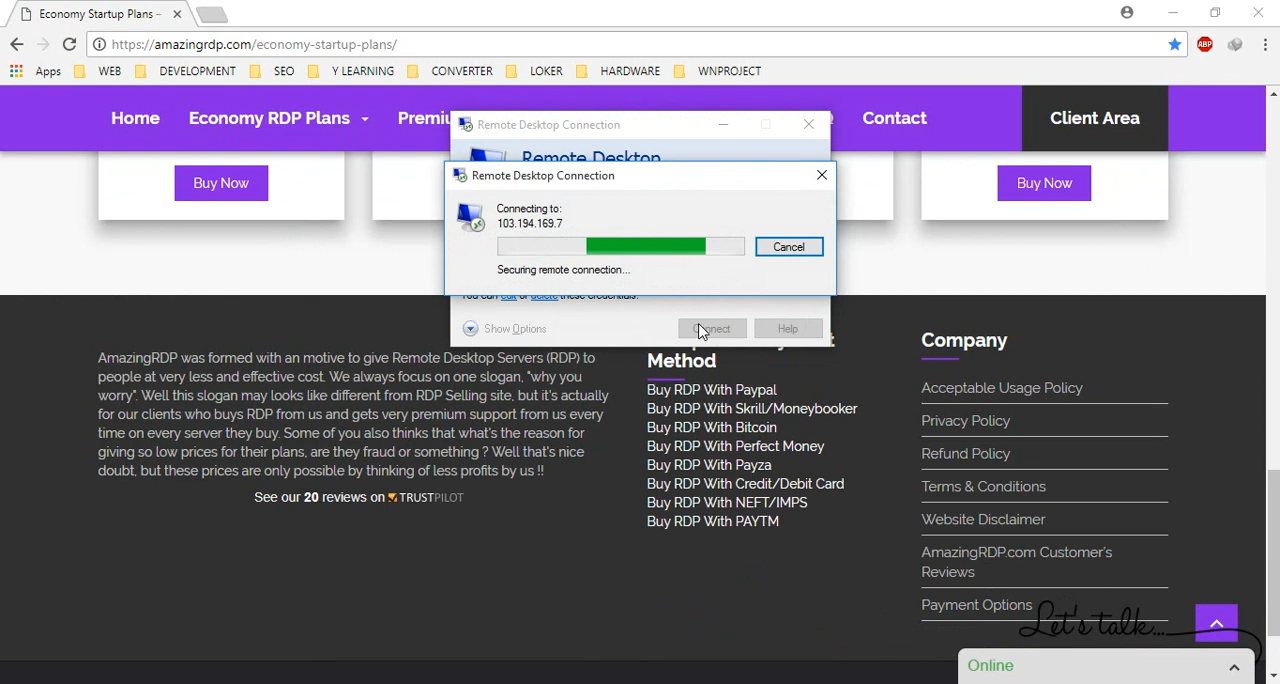 Economy Startup Plans –
https://amazingrdp.com/economy-startup-plans/
ABP
Apps WEB DEVELOPMENT SEO Y LEARNING CONVERTER LOKER HARDWARE WNPROJECT
Home Economy RDP Plans Contact Client Area
Remote Desktop Connection
Remote Desktop
Buy Now
Buy Now
Remote Desktop Connection
Connecting to:
103.194.169.7
Cancel
Securing remote connection...
You can edit or delete these credentials.
Show Options Connect Help
AmazingRDP was formed with an motive to give Remote Desktop Servers (RDP) to
people at very less and effective cost. We always focus on one slogan, "why you
worry". Well this slogan may looks like different from RDP Selling site, but it's actually
for our clients who buys RDP from us and gets very premium support from us every
time on every server they buy. Some of you also thinks that what's the reason for
giving so low prices for their plans, are they fraud or something ? Well that's nice
doubt, but these prices are only possible by thinking of less profits by us !!
See our 20 reviews on TRUSTPILOT
Method
Buy RDP With Paypal
Buy RDP With Skrill/Moneybooker
Buy RDP With Bitcoin
Buy RDP With Perfect Money
Buy RDP With Payza
Buy RDP With Credit/Debit Card
Buy RDP With NEFT/IMPS
Buy RDP With PAYTM
Company
Acceptable Usage Policy
Privacy Policy
Refund Policy
Terms & Conditions
Website Disclaimer
AmazingRDP.com Customer's
Reviews
Payment Options
Let's talk...
Online